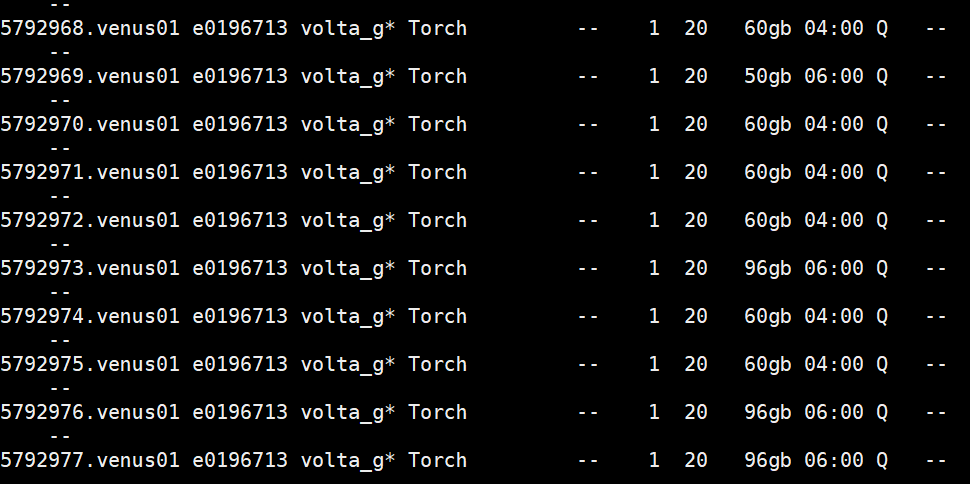 --
5792968.venus01 e0196713 volta_g* Torch -- 1 20 60gb 04:00 Q --
--
5792969.venus01 e0196713 volta_g* Torch -- 1 20 50gb 06:00 Q --
--
5792970.venus01 e0196713 volta_g* Torch -- 1 20 60gb 04:00 Q --
--
5792971.venus01 e0196713 volta_g* Torch -- 1 20 60gb 04:00 Q --
--
5792972.venus01 e0196713 volta_g* Torch -- 1 20 60gb 04:00 Q --
--
5792973.venus01 e0196713 volta_g* Torch -- 1 20 96gb 06:00 Q --
--
5792974.venus01 e0196713 volta_g* Torch -- 1 20 60gb 04:00 Q --
--
5792975.venus01 e0196713 volta_g* Torch -- 1 20 60gb 04:00 Q --
--
5792976.venus01 e0196713 volta_g* Torch -- 1 20 96gb 06:00 Q --
--
5792977.venus01 e0196713 volta_g* Torch -- 1 20 96gb 06:00 Q --